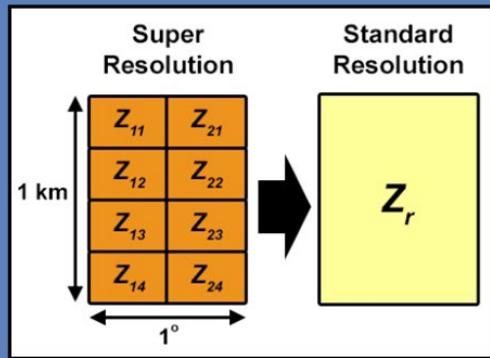 Super
Resolution
Standard
Resolution
Z₁₁ Z₂₁
Z₁₂ Z₂₂
1 km
Z₁₃ Z₂₃
Z₁₄ Z₂₄
1°
Zᵣ